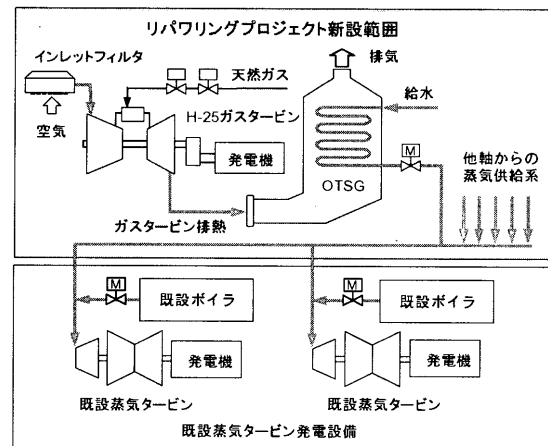 リパワリングプロジェクト新設範囲
インレットフィルタ
空気
天然ガス
H-25ガスタービン
発電機
ガスタービン排熱
排気
給水
M
OTSG
他軸からの
蒸気供給系
M
既設ボイラ
発電機
既設蒸気タービン
M
既設ボイラ
発電機
既設蒸気タービン
既設蒸気タービン発電設備